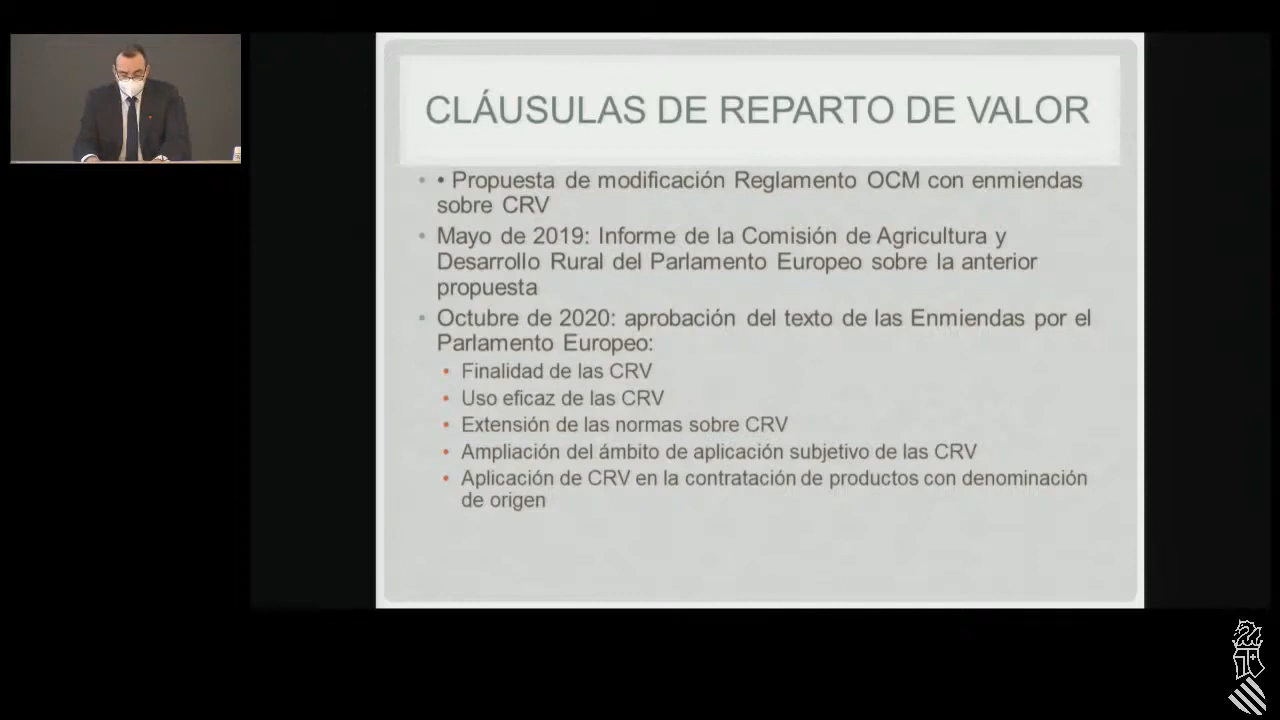 CLÁUSULAS DE REPARTO DE VALOR
• • Propuesta de modificación Reglamento OCM con enmiendas
sobre CRV
• Mayo de 2019: Informe de la Comisión de Agricultura y
Desarrollo Rural del Parlamento Europeo sobre la anterior
propuesta
• Octubre de 2020: aprobación del texto de las Enmiendas por el
Parlamento Europeo:
• Finalidad de las CRV
• Uso eficaz de las CRV
• Extensión de las normas sobre CRV
• Ampliación del ámbito de aplicación subjetivo de las CRV
• Aplicación de CRV en la contratación de productos con denominación
de origen